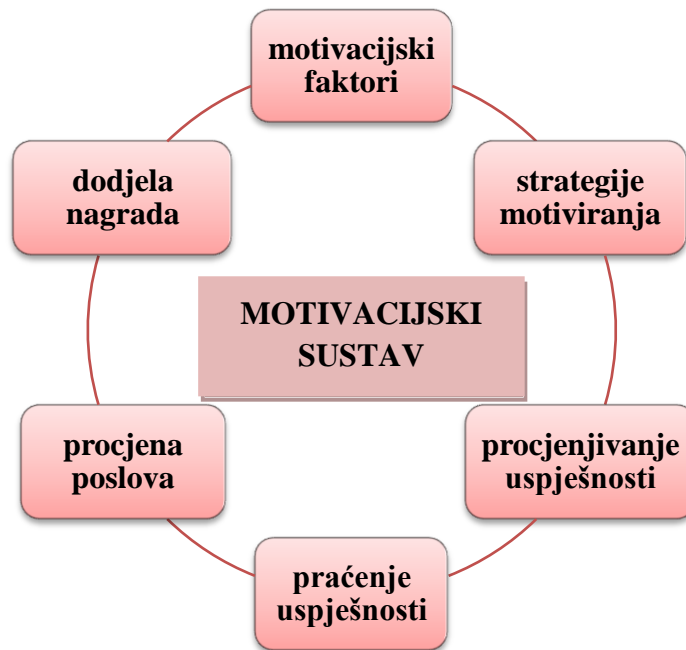 motivacijski
faktori
strategije
motiviranja
procjenjivanje
uspješnosti
praćenje
uspješnosti
procjena
poslova
dodjela
nagrada
MOTIVACIJSKI
SUSTAV